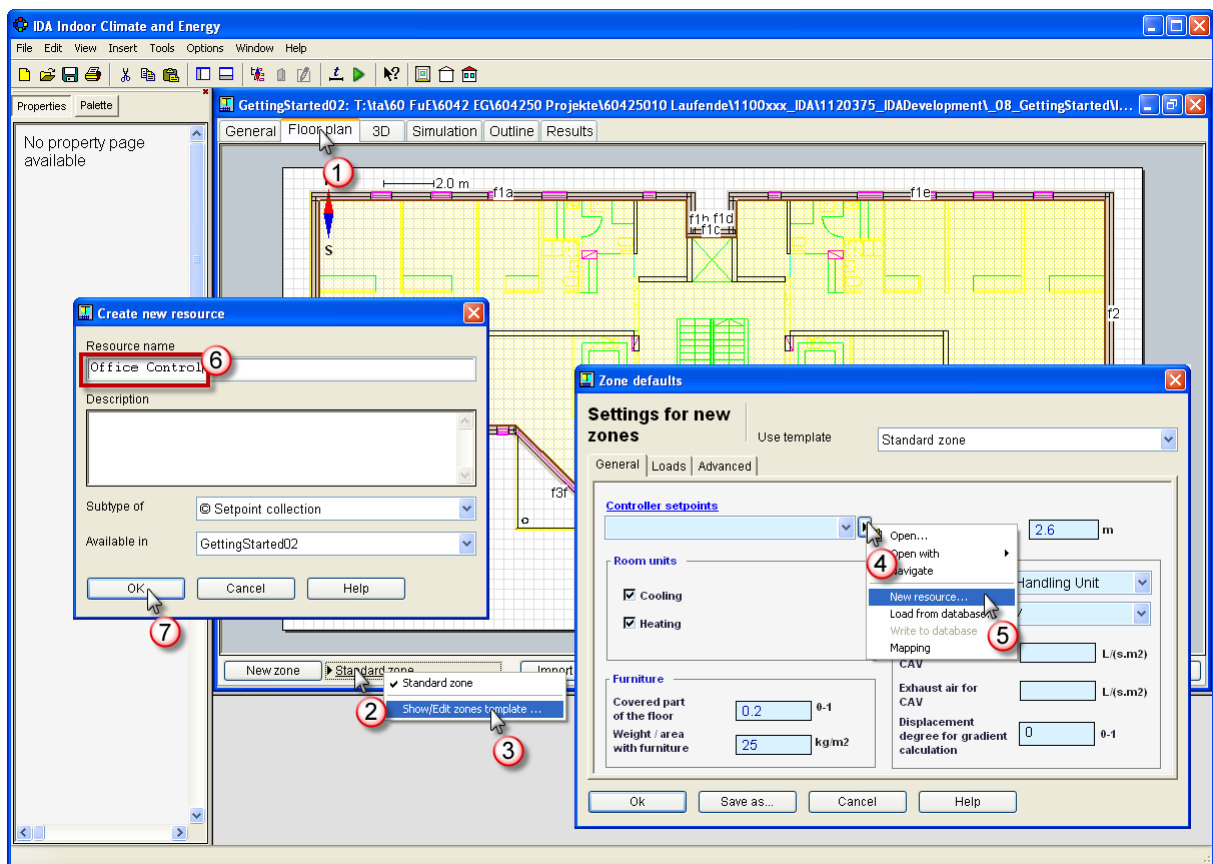 IDA Indoor Climate and Energy
File Edit View Insert Tools Options Window Help
Properties Palette
No property page
available
GettingStarted02: T:\ta\60 FuE\6042 EG\604250 Projekte\60425010 Laufende\1100xxx_IDA\1120375_IDADevelopment\_08_GettingStarted\I...
General Floor plan 3D Simulation Outline Results
1
2.0 m
f1a
f1e
f1b f1d
f1c
S
f2
f3f
Create new resource
Resource name
Office Control
6
Description
Subtype of
© Setpoint collection
Available in
GettingStarted02
OK Cancel Help
7
New zone Standard zone Import
Standard zone
Show/Edit zones template ...
2
3
Zone defaults
Settings for new
zones
Use template
Standard zone
General Loads Advanced
Controller setpoints
2.6 m
4
Open...
Open with
Navigate
New resource...
Load from database
Write to database
Mapping
5
Handling Unit
Room units
Cooling
Heating
CAV
L/(s.m2)
Exhaust air for
CAV
L/(s.m2)
Displacement
degree for gradient
calculation
0 0-1
Furniture
Covered part
of the floor
0.2 0-1
Weight / area
with furniture
25 kg/m2
Ok Save as... Cancel Help